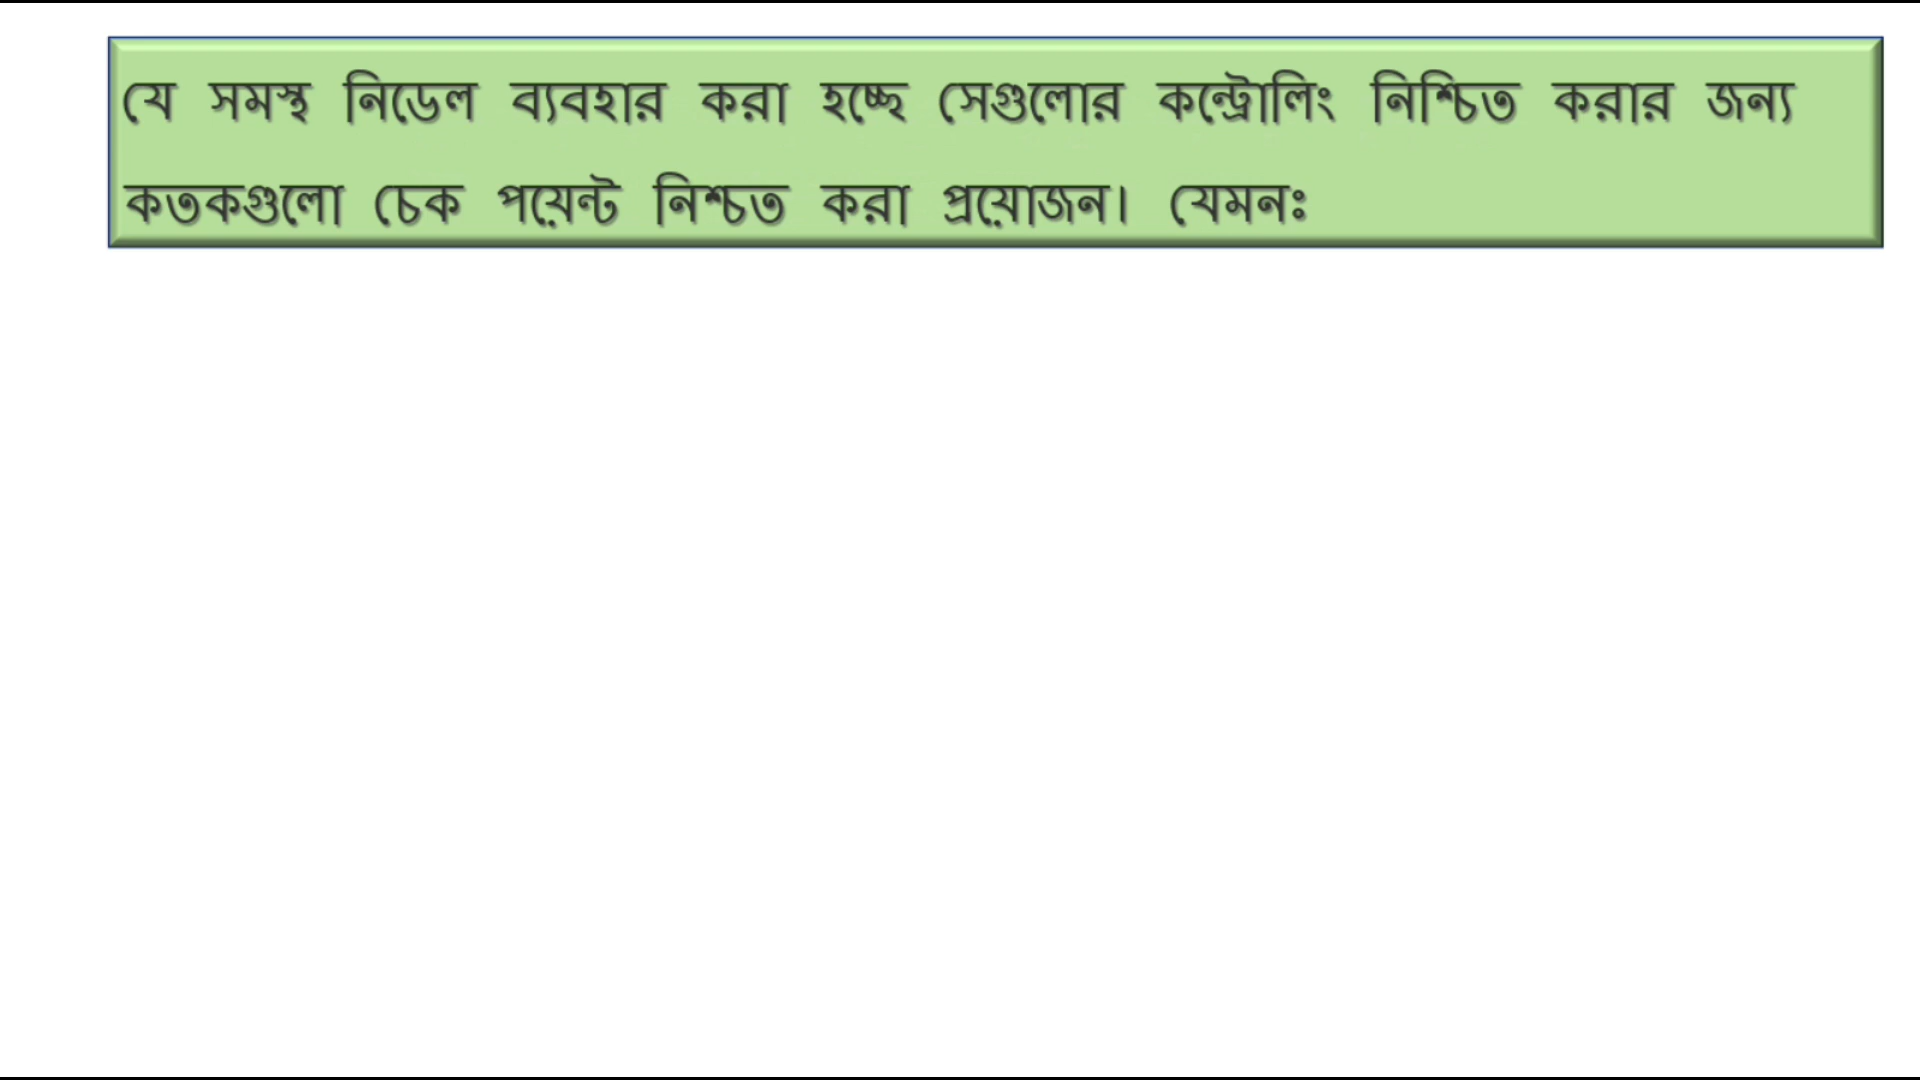 যে সমস্থ নিডেল ব্যবহার করা হচ্ছে সেগুলোর কন্ট্রোলিং নিশ্চিত করার জন্য
কতকগুলো চেক পয়েন্ট নিশ্চত করা প্রয়োজন। যেমনঃ